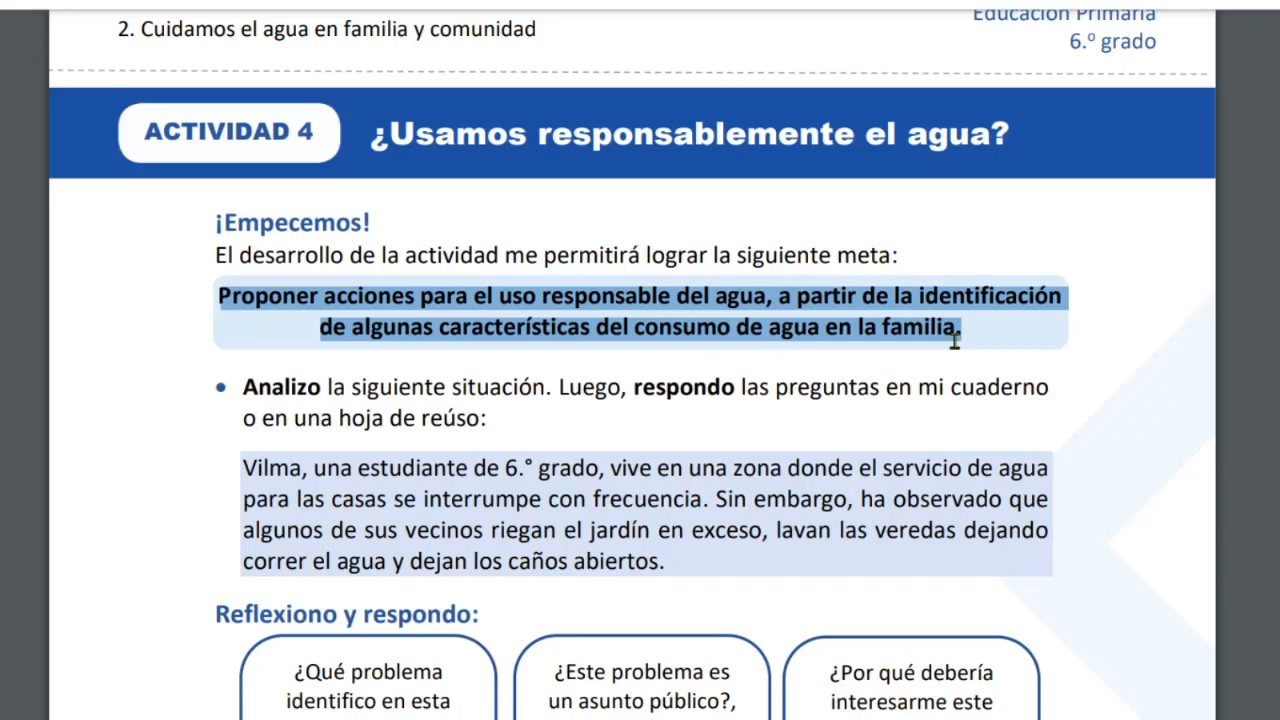 2. Cuidamos el agua en familia y comunidad
Educación Primaria
6.º grado
ACTIVIDAD 4
¿Usamos responsablemente el agua?
¡Empecemos!
El desarrollo de la actividad me permitirá lograr la siguiente meta:
Proponer acciones para el uso responsable del agua, a partir de la identificación
de algunas características del consumo de agua en la familia.
• Analizo la siguiente situación. Luego, respondo las preguntas en mi cuaderno
o en una hoja de reúso:
Vilma, una estudiante de 6.° grado, vive en una zona donde el servicio de agua
para las casas se interrumpe con frecuencia. Sin embargo, ha observado que
algunos de sus vecinos riegan el jardín en exceso, lavan las veredas dejando
correr el agua y dejan los caños abiertos.
Reflexiono y respondo:
¿Qué problema
identifico en esta
¿Este problema es
un asunto público?,
¿Por qué debería
interesarme este